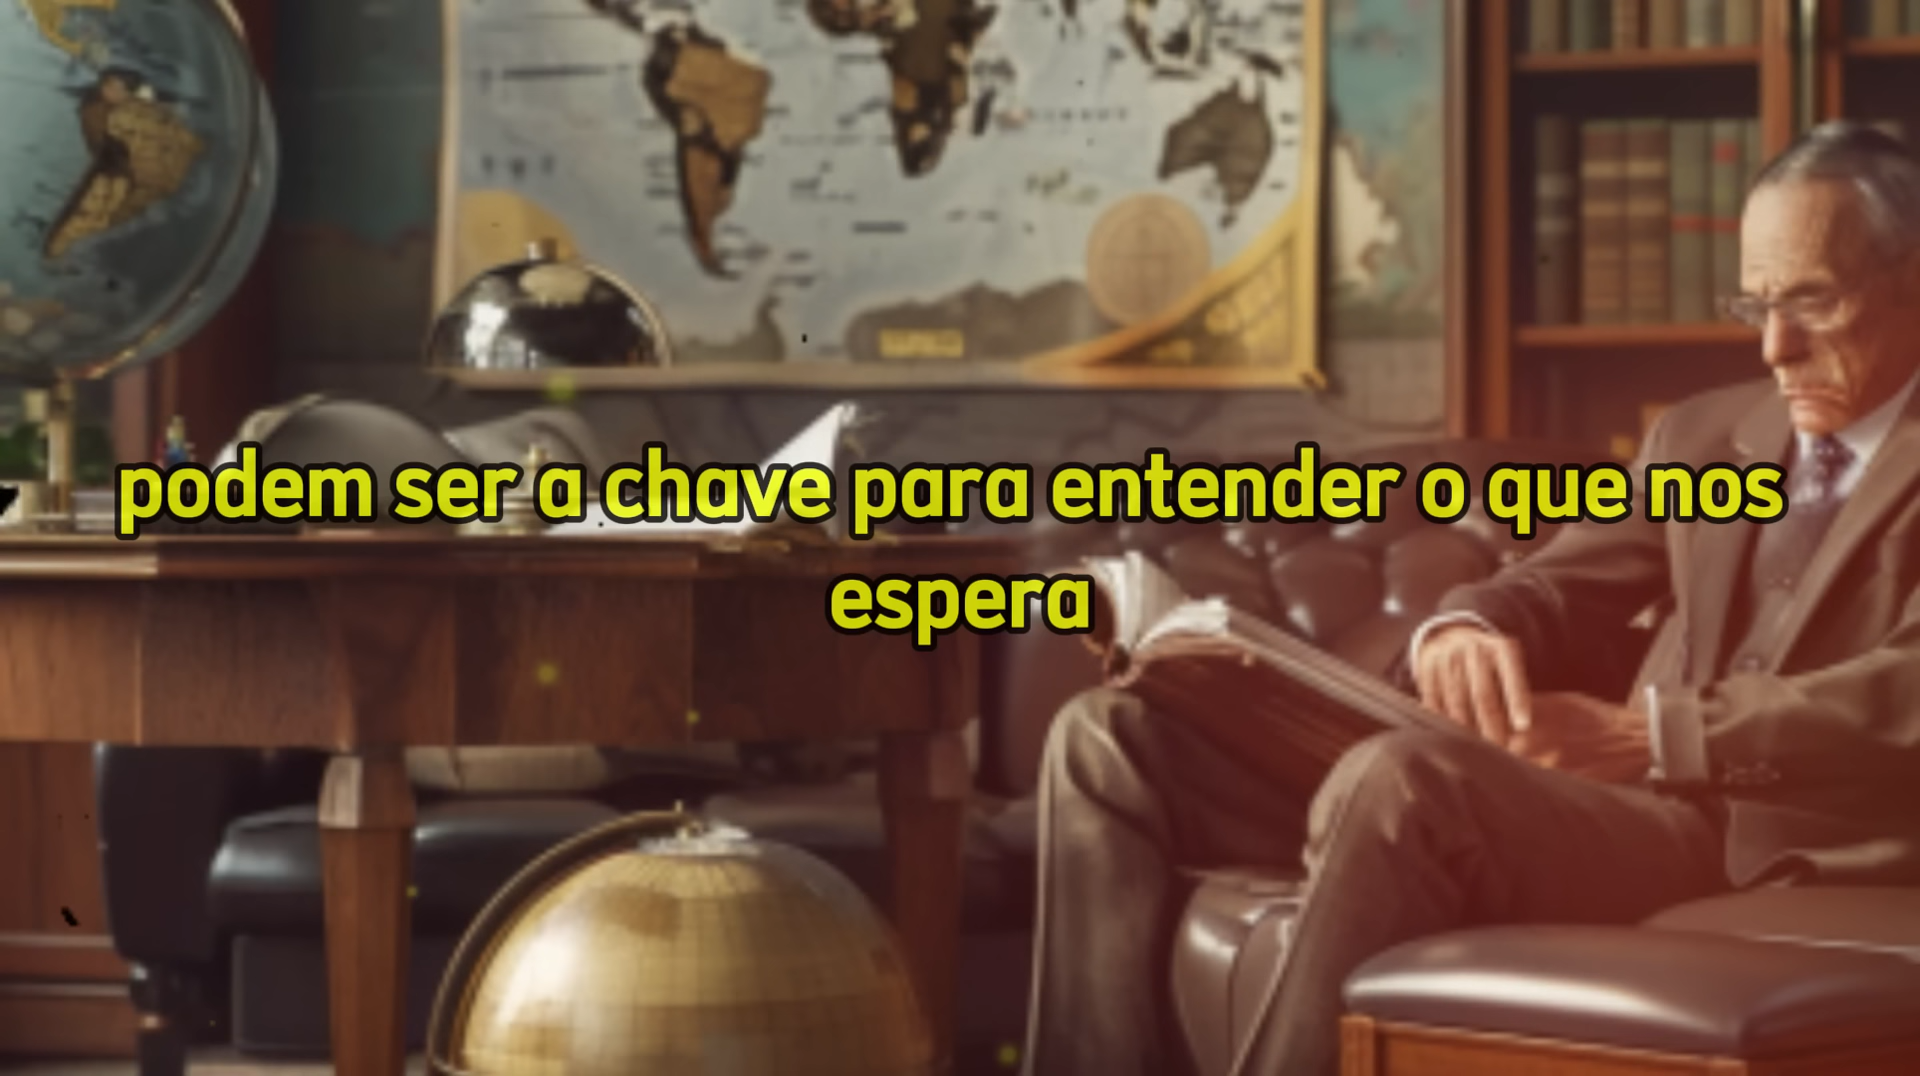 podem ser a chave para entender o que nos
espera